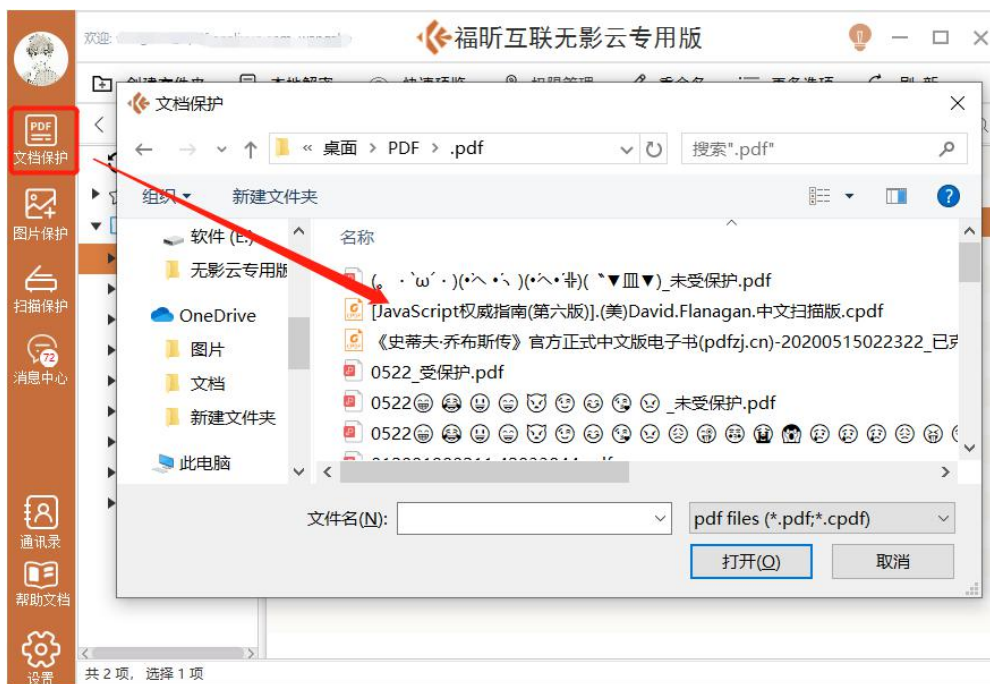 欢迎:
福昕互联无影云专用版
文档保护
图片保护
扫描保护
72
消息中心
通讯录
帮助文档
设置
文档保护
« 桌面 > PDF > .pdf
搜索".pdf"
组织
新建文件夹
软件 (E:)
无影云专用版
OneDrive
图片
文档
新建文件夹
此电脑
名称
_未受保护.pdf
[JavaScript权威指南(第六版)].(美)David.Flanagan.中文扫描版.cpdf
《史蒂夫·乔布斯传》官方正式中文版电子书(pdfzj.cn)-20200515022322_已克
0522_受保护.pdf
0522😁😂😃😄😈😉😊😘😠_未受保护.pdf
0522
文件名(N):
pdf files (*.pdf;*.cpdf)
打开(O)
取消
共 2 项, 选择 1 项